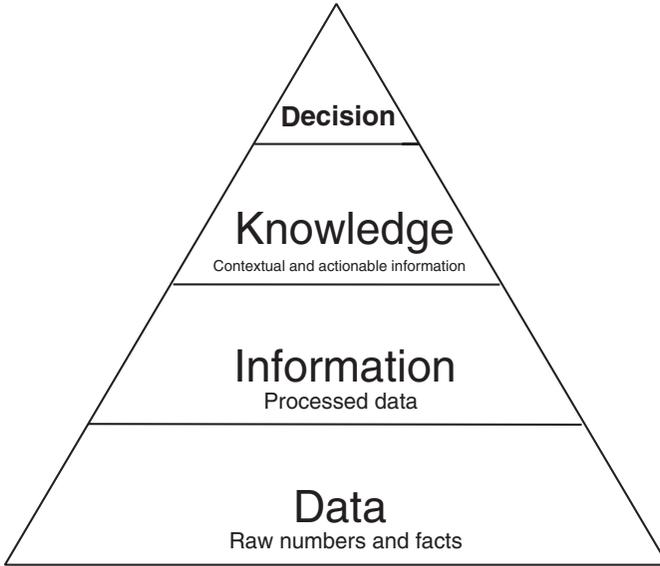 Decision
Knowledge
Contextual and actionable information
Information
Processed data
Data
Raw numbers and facts